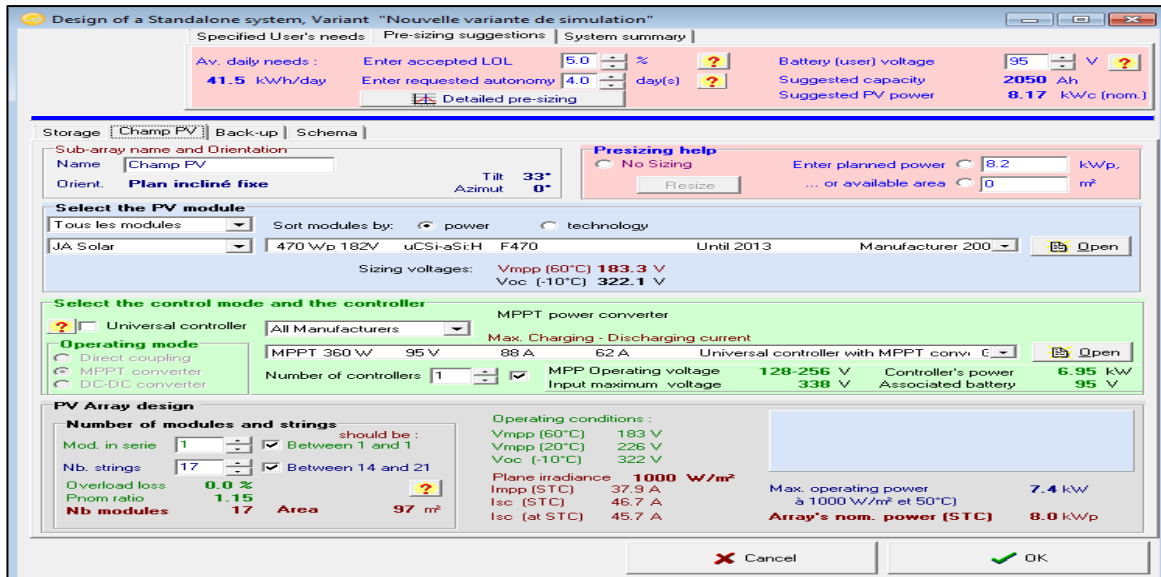 Design of a Standalone system, Variant "Nouvelle variante de simulation"
Specified User's needs Pre-sizing suggestions System summary
Av. daily needs : Enter accepted LOL 5.0 % ? Battery (user) voltage 95 V ?
41.5 kWh/day Enter requested autonomy 4.0 day(s) ? Suggested capacity 2050 Ah
Detailed pre-sizing Suggested PV power 8.17 kWc (nom.)
Storage Champ PV Back-up Schema
Sub-array name and Orientation
Name Champ PV
Orient. Plan incliné fixe Tilt 33°
Azimut 0°
Presizing help
No Sizing Enter planned power 8.2 kWp,
Resize ... or available area 0 m²
Select the PV module
Tous les modules Sort modules by: power technology
JA Solar 470 Wp 182V uCSi-aSi:H F470 Until 2013 Manufacturer 200 Open
Sizing voltages: Vmpp (60°C) 183.3 V
Voc (-10°C) 322.1 V
Select the control mode and the controller
? Universal controller All Manufacturers MPPT power converter
Max. Charging - Discharging current
Operating mode
Direct coupling
MPPT converter
DC-DC converter
MPPT 360 W 95 V 88 A 62 A Universal controller with MPPT conv Open
Number of controllers 1 MPP Operating voltage 128-256 V Controller's power 6.95 kW
Input maximum voltage 338 V Associated battery 95 V
PV Array design
Number of modules and strings
should be :
Mod. in serie 1 Between 1 and 1
Nb. strings 17 Between 14 and 21
Overload loss 0.0 % ?
Pnom ratio 1.15
Nb modules 17 Area 97 m²
Operating conditions :
Vmpp (60°C) 183 V
Vmpp (20°C) 226 V
Voc (-10°C) 322 V
Plane irradiance 1000 W/m²
Impp (STC) 37.9 A
Isc (STC) 46.7 A
Isc (at STC) 45.7 A
Max. operating power 7.4 kW
à 1000 W/m² et 50°C)
Array's nom. power (STC) 8.0 kWp
Cancel OK